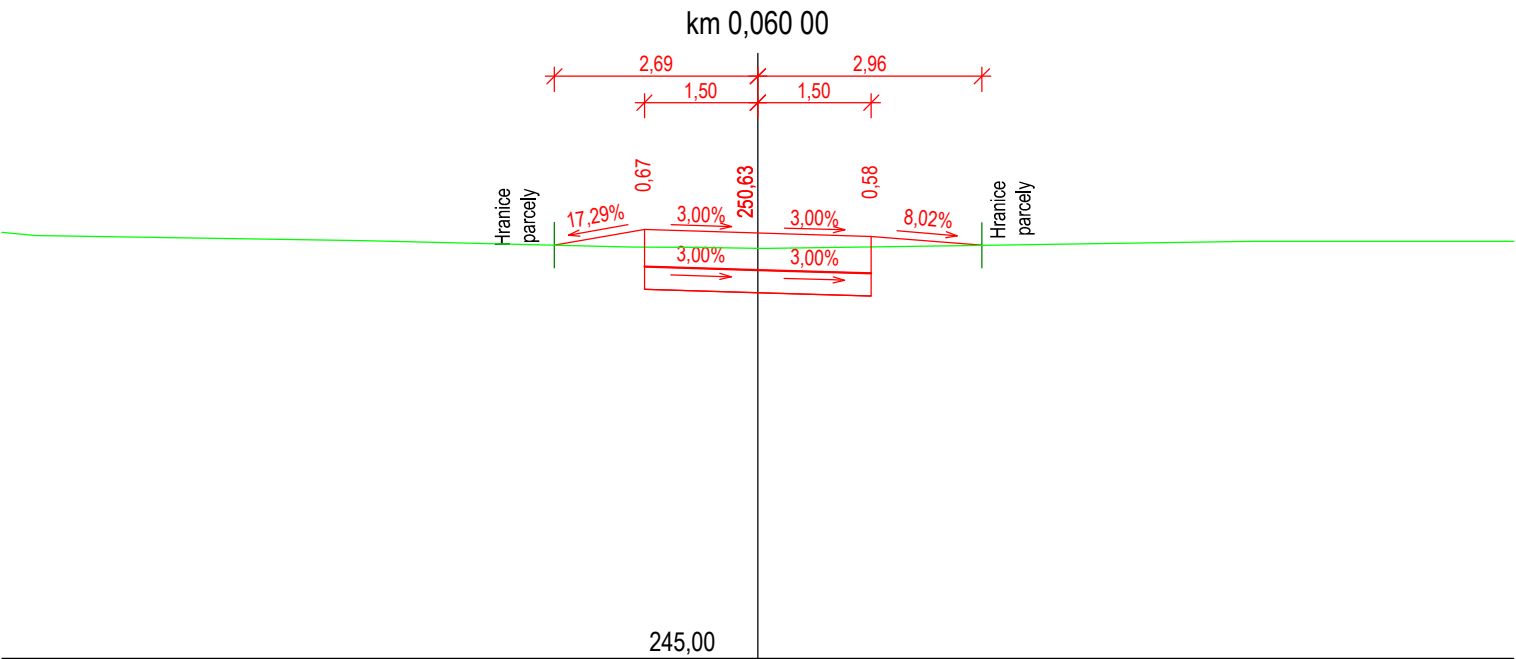 km 0,060 00
2,69
2,96
1,50
1,50
0,67
250,63
0,58
Hranice
parcely
17,29%
3,00%
3,00%
8,02%
Hranice
parcely
3,00%
3,00%
245,00